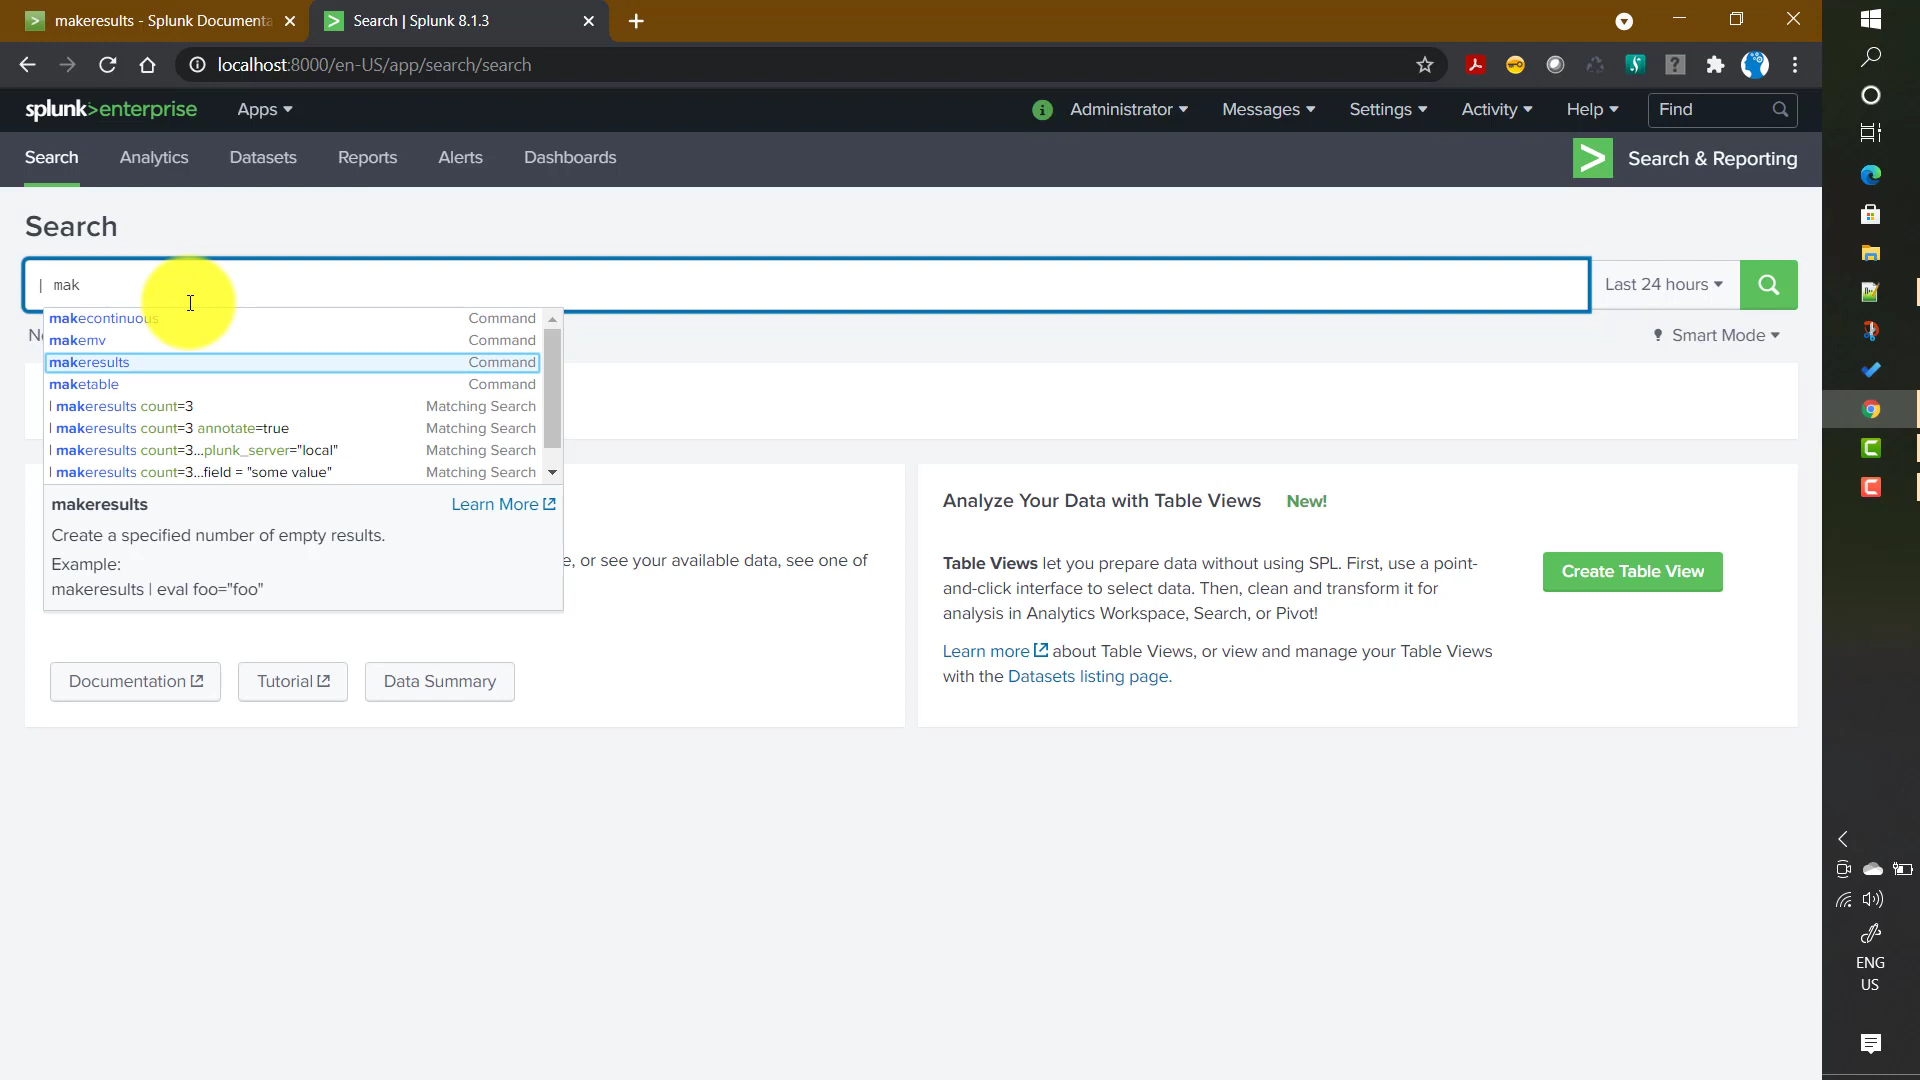 makeresults - Splunk Documenta
Search | Splunk 8.1.3
localhost:8000/en-US/app/search/search
splunk>enterprise
Apps
Administrator
Messages
Settings
Activity
Help
Find
Search
Analytics
Datasets
Reports
Alerts
Dashboards
Search & Reporting
Search
| mak
Last 24 hours
Smart Mode
makecontinuous Command
makemv Command
makeresults Command
maketable Command
| makeresults count=3 Matching Search
| makeresults count=3 annotate=true Matching Search
| makeresults count=3...plunk_server="local" Matching Search
| makeresults count=3...field = "some value" Matching Search
makeresults Learn More
Create a specified number of empty results.
Example:
makeresults | eval foo="foo"
e, or see your available data, see one of
Documentation
Tutorial
Data Summary
Analyze Your Data with Table Views New!
Table Views let you prepare data without using SPL. First, use a point-
and-click interface to select data. Then, clean and transform it for
analysis in Analytics Workspace, Search, or Pivot!
Learn more about Table Views, or view and manage your Table Views
with the Datasets listing page.
Create Table View
ENG
US